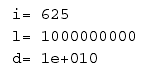 i= 625
l= 1000000000
d= 1e+010